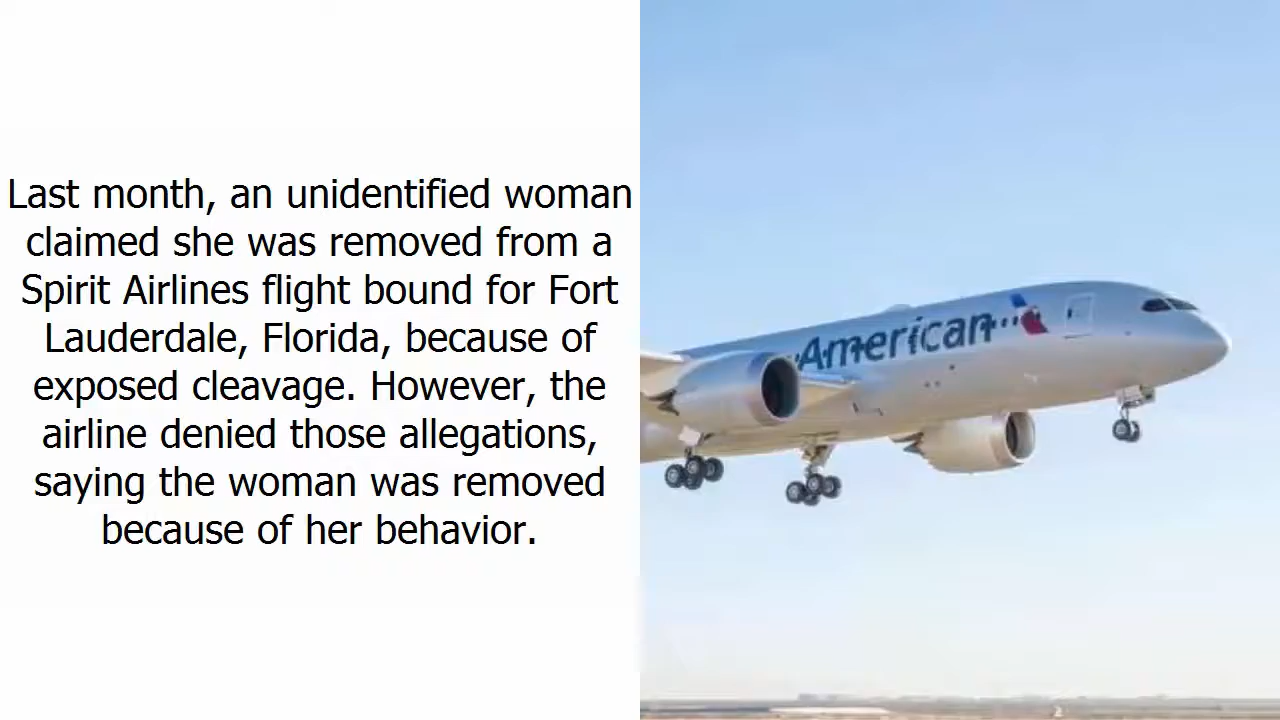 Last month, an unidentified woman
claimed she was removed from a
Spirit Airlines flight bound for Fort
Lauderdale, Florida, because of
exposed cleavage. However, the
airline denied those allegations,
saying the woman was removed
because of her behavior.
American